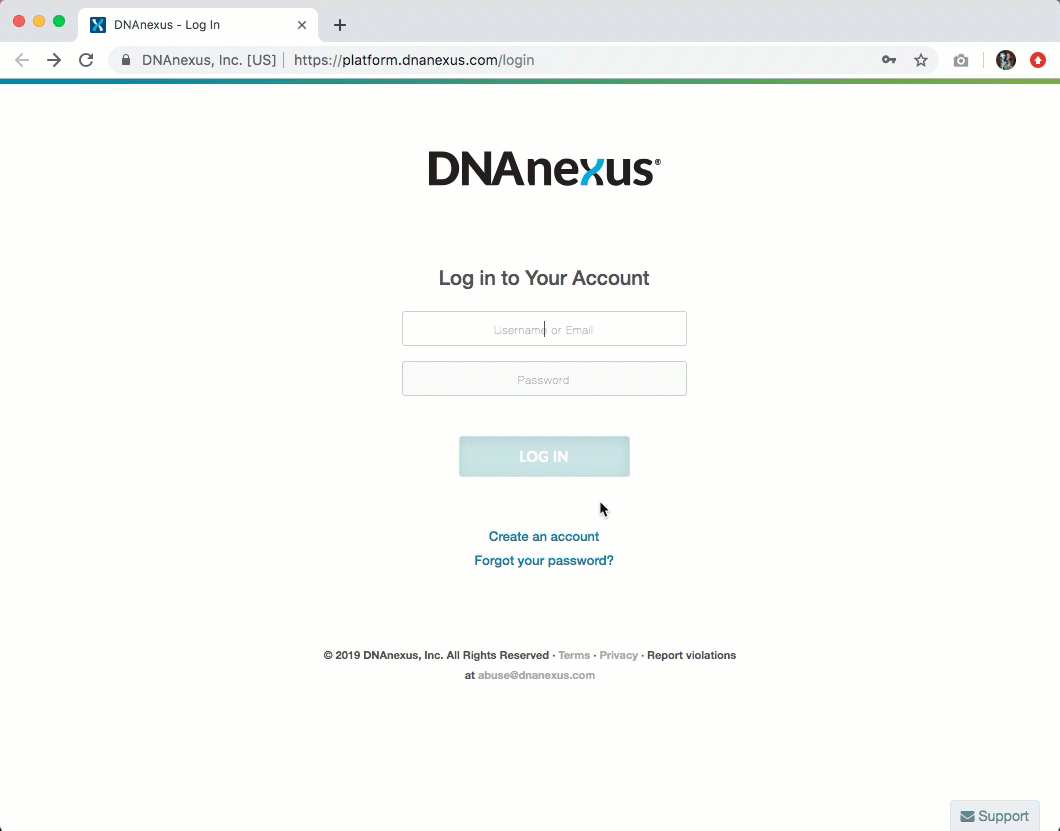 DNAnexus - Log In
DNAnexus, Inc. [US] https://platform.dnanexus.com/login
DNAnexus®
Log in to Your Account
Username or Email
Password
LOG IN
Create an account
Forgot your password?
© 2019 DNAnexus, Inc. All Rights Reserved · Terms · Privacy · Report violations
at abuse@dnanexus.com
Support